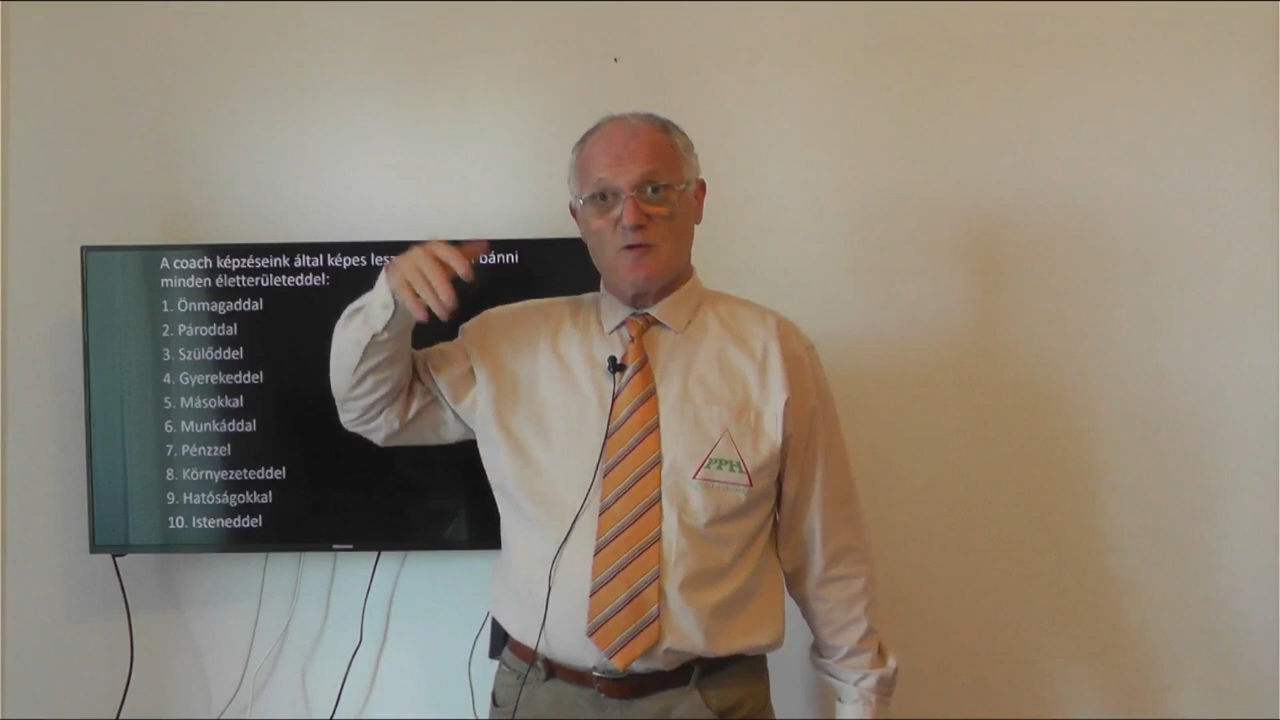 A coach képzéseink által képes bánni
minden életterületeddel:
1. Önmagaddal
2. Pároddal
3. Szülőddel
4. Gyerekeddel
5. Másokkal
6. Munkáddal
7. Pénzzel
8. Környezeteddel
9. Hatóságokkal
10. Isteneddel
PPH